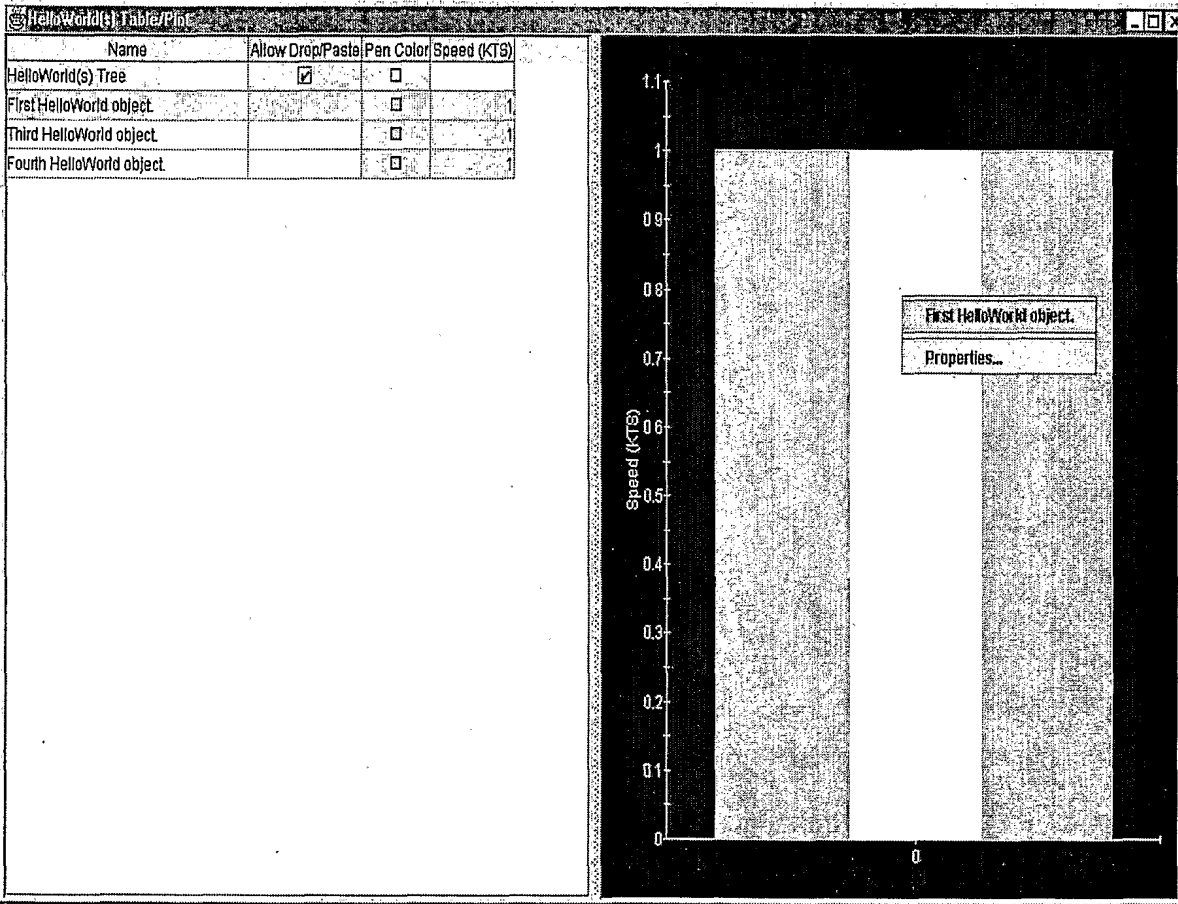 HelloWorld(s) Table/Plot
Name Allow Drop/Paste Pen Color Speed (KTS)
HelloWorld(s) Tree
First HelloWorld object. 1
Third HelloWorld object. 1
Fourth HelloWorld object. 1
1.1
1
0.9
0.8
0.7
0.6
0.5
0.4
0.3
0.2
0.1
0
Speed (KTS)
0
First HelloWorld object.
Properties...